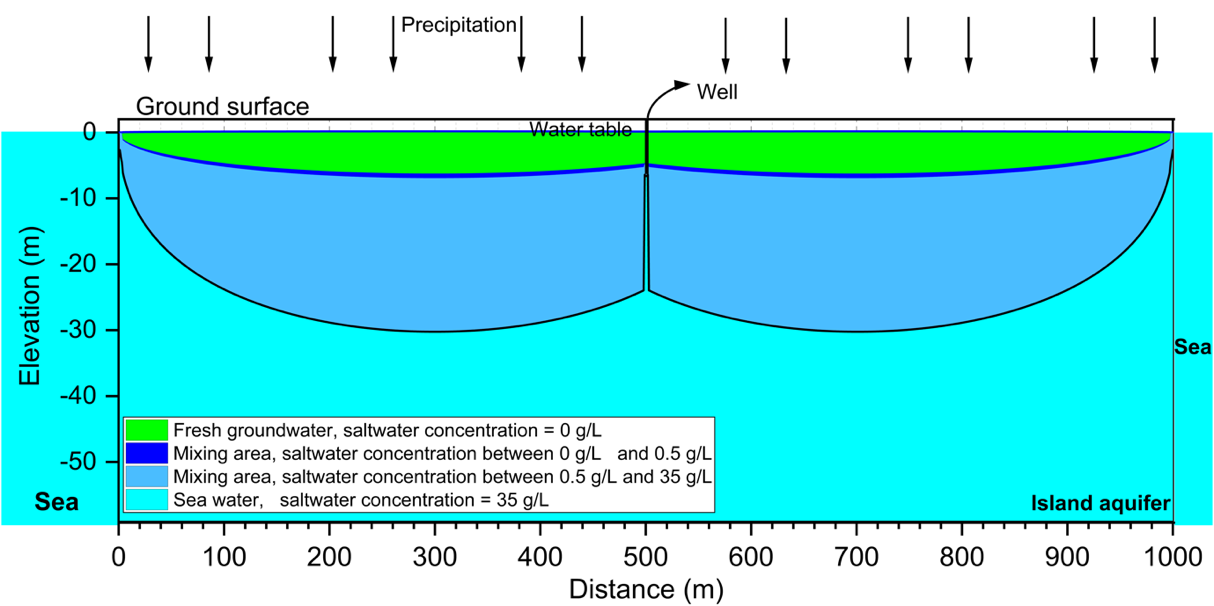 Precipitation
Well
Ground surface
Water table
Elevation (m)
0
-10
-20
-30
-40
-50
Sea
Sea
Fresh groundwater, saltwater concentration = 0 g/L
Mixing area, saltwater concentration between 0 g/L and 0.5 g/L
Mixing area, saltwater concentration between 0.5 g/L and 35 g/L
Sea water, saltwater concentration = 35 g/L
Island aquifer
0 100 200 300 400 500 600 700 800 900 1000
Distance (m)